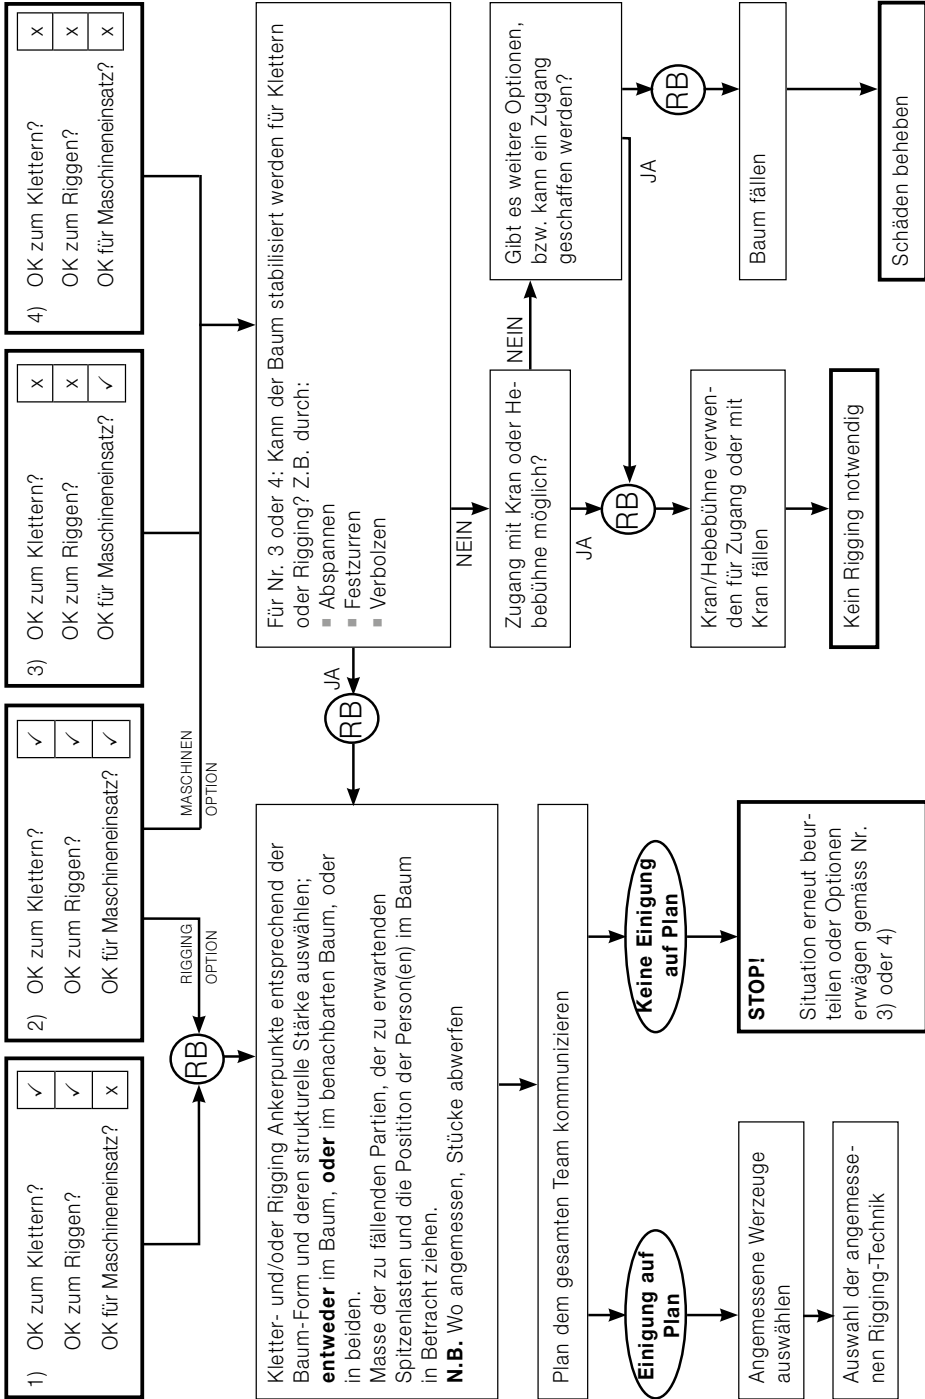 1) OK zum Klettern? ✓
OK zum Riggen? ✓
OK für Maschineneinsatz? x
2) OK zum Klettern? ✓
OK zum Riggen? ✓
OK für Maschineneinsatz? ✓
3) OK zum Klettern? x
OK zum Riggen? x
OK für Maschineneinsatz? ✓
4) OK zum Klettern? x
OK zum Riggen? x
OK für Maschineneinsatz? x
RIGGING
OPTION
MASCHINEN
OPTION
RB
Kletter- und/oder Rigging Ankerpunkte entsprechend der
Baum-Form und deren strukturelle Stärke auswählen;
entweder im Baum, oder im benachbarten Baum, oder
in beiden.
Masse der zu fällenden Partien, der zu erwartenden
Spitzenlasten und die Positiion der Person(en) im Baum
in Betracht ziehen.
N.B. Wo angemessen, Stücke abwerfen
JA
RB
Für Nr. 3 oder 4: Kann der Baum stabilisiert werden für Klettern
oder Rigging? Z.B. durch:
■ Abspannen
■ Festzurren
■ Verbolzen
NEIN
Plan dem gesamten Team kommunizieren
Zugang mit Kran oder He-
bebühne möglich?
NEIN
Gibt es weitere Optionen,
bzw. kann ein Zugang
geschaffen werden?
JA
JA
RB
RB
Einigung auf
Plan
Keine Einigung
auf Plan
Angemessene Werzeuge
auswählen
STOP!
Situation erneut beur-
teilen oder Optionen
erwägen gemäss Nr.
3) oder 4)
Kran/Hebebühne verwen-
den für Zugang oder mit
Kran fällen
Baum fällen
Auswahl der angemesse-
nen Rigging-Technik
Kein Rigging notwendig
Schäden beheben